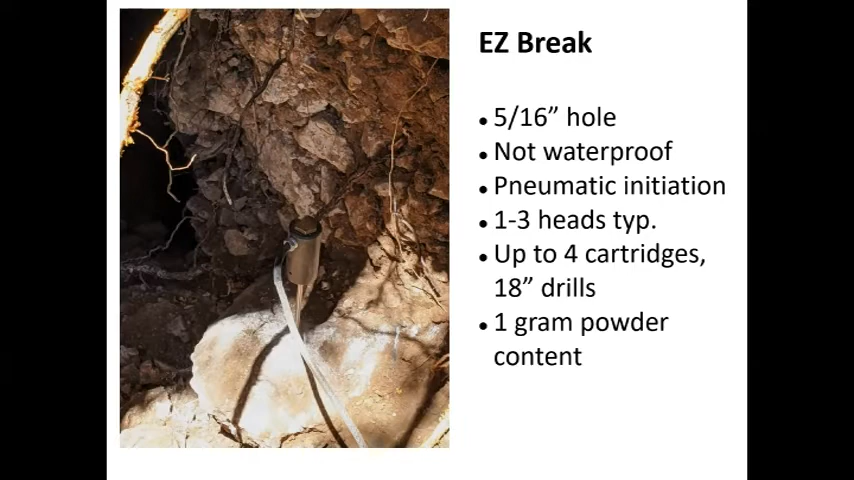 EZ Break
• 5/16” hole
• Not waterproof
• Pneumatic initiation
• 1-3 heads typ.
• Up to 4 cartridges,
18” drills
• 1 gram powder
content